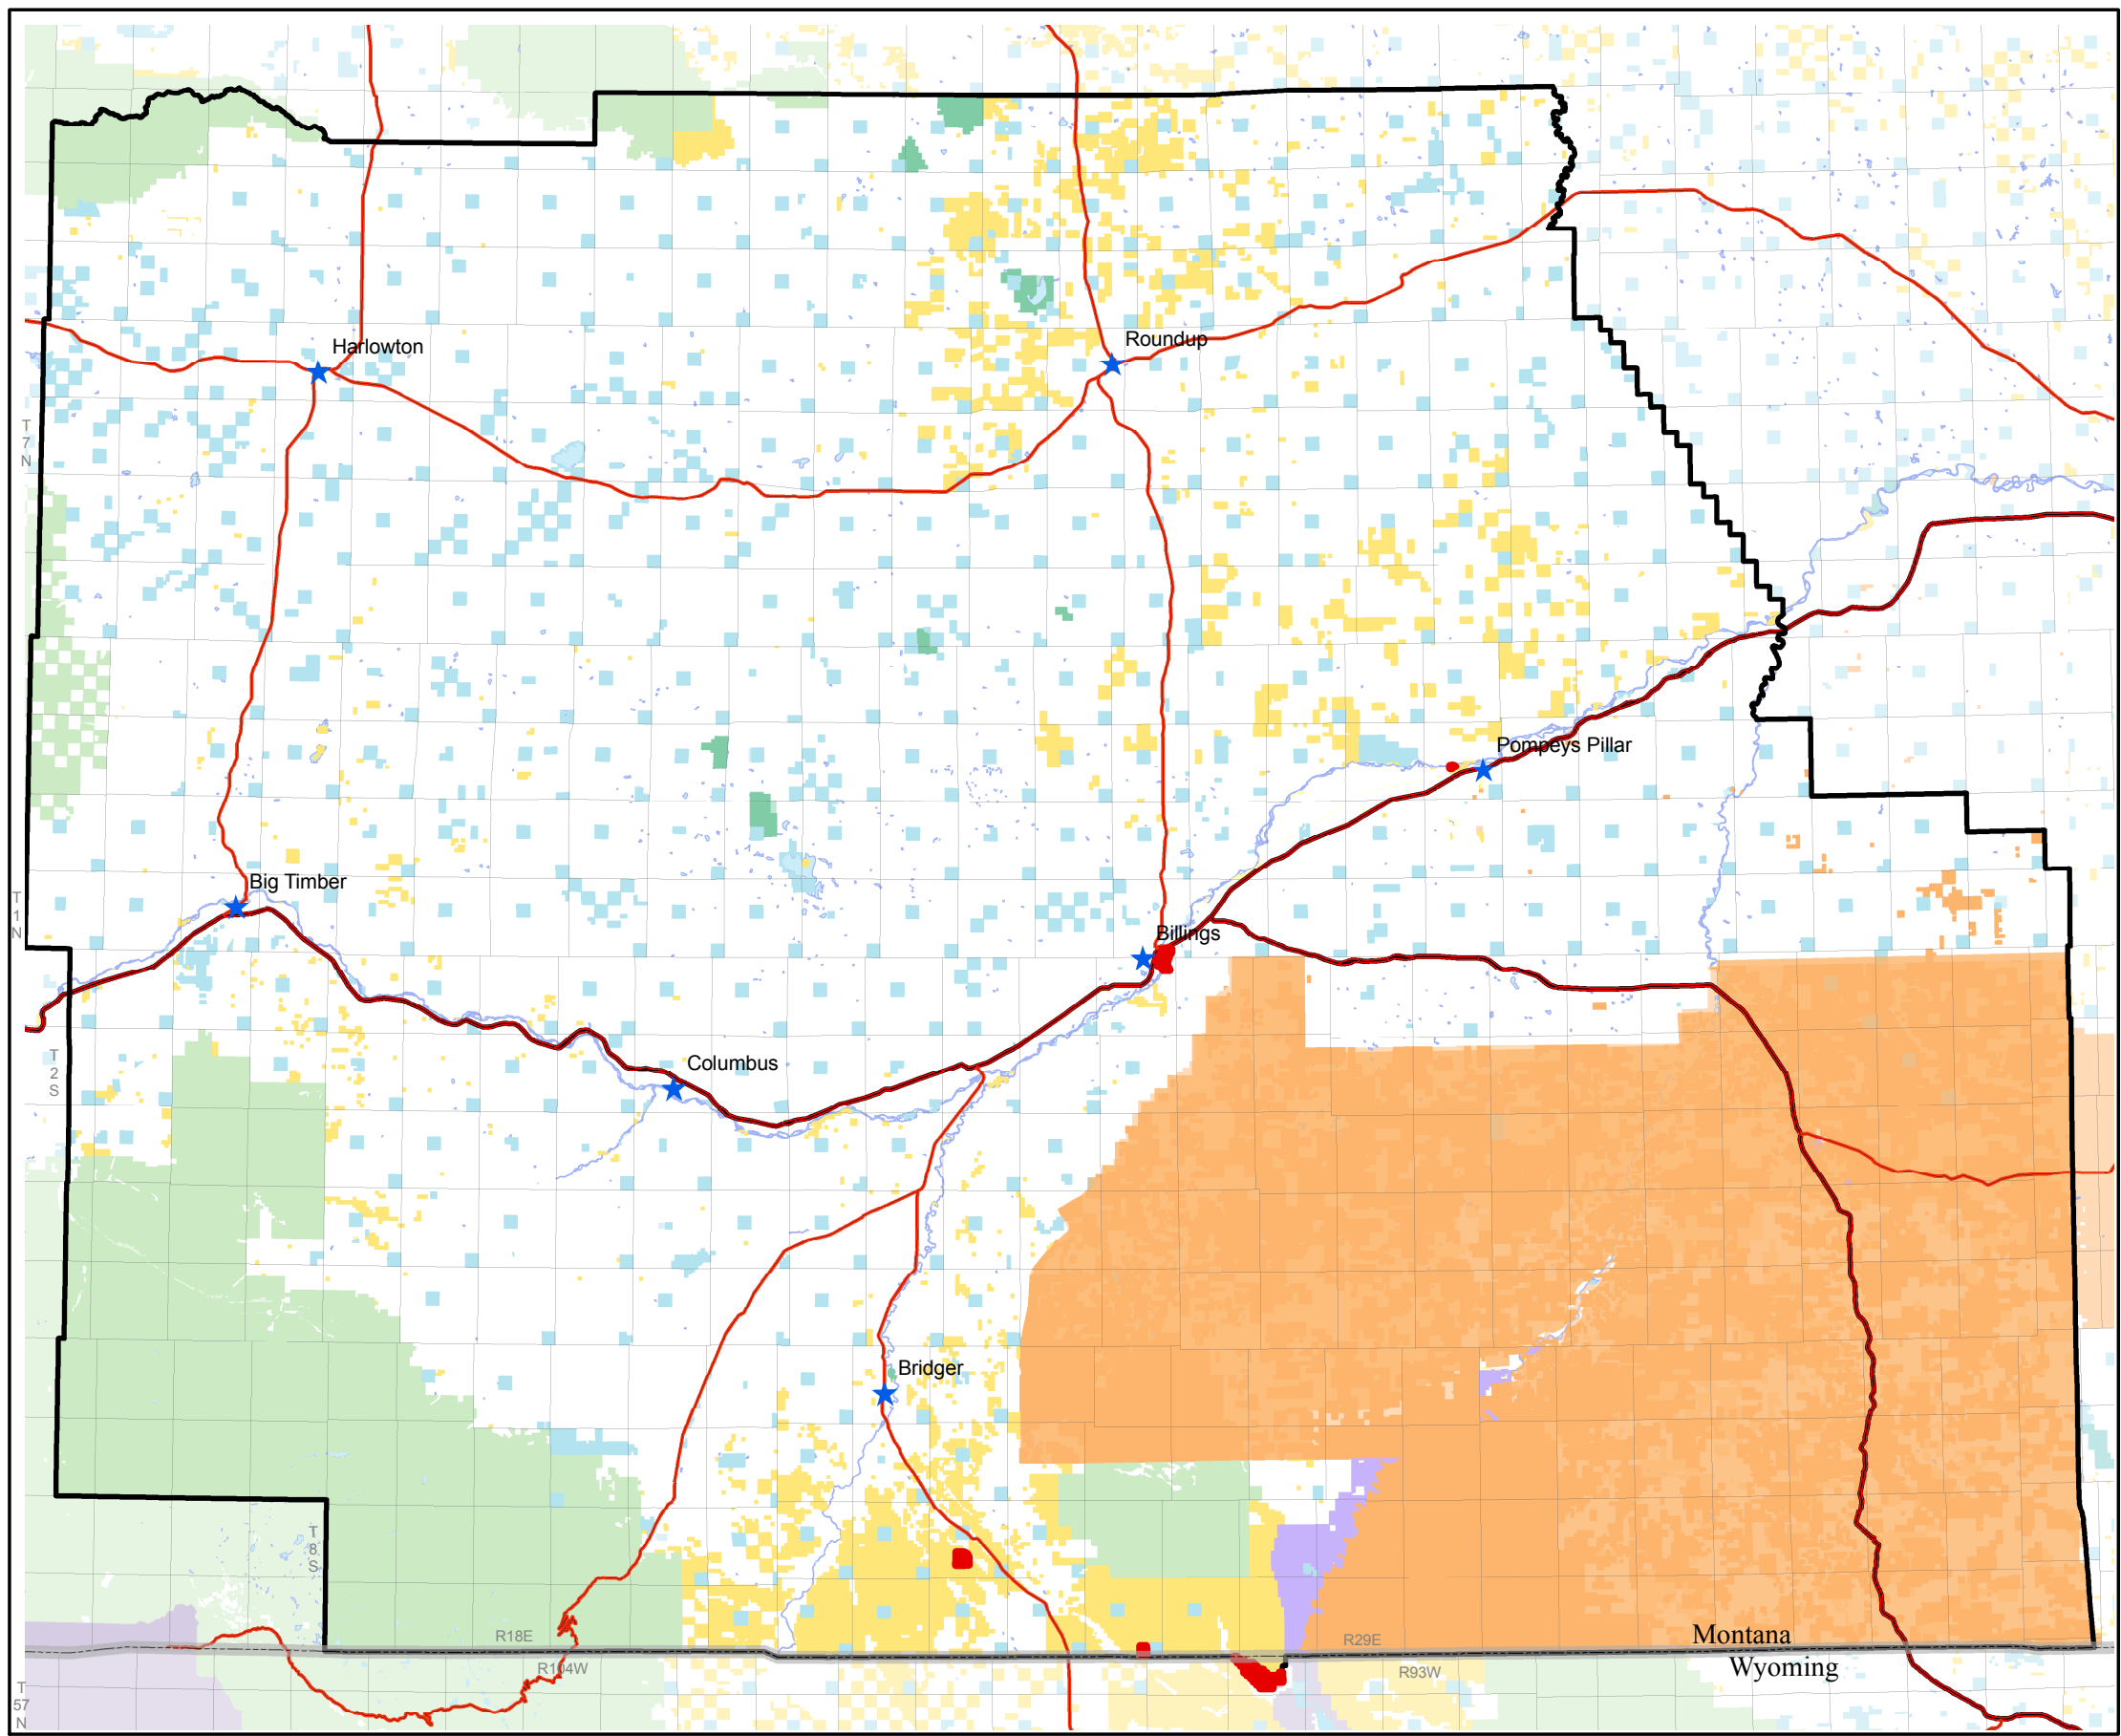 Roundup
Harlowton
T
7
N
Pompeys Pillar
Big Timber
T
1
N
Billings
T
2
S
Columbus
Bridger
T
8
S
R18E
R29E
Montana
R104W
R93W
Wyoming
T
57
N